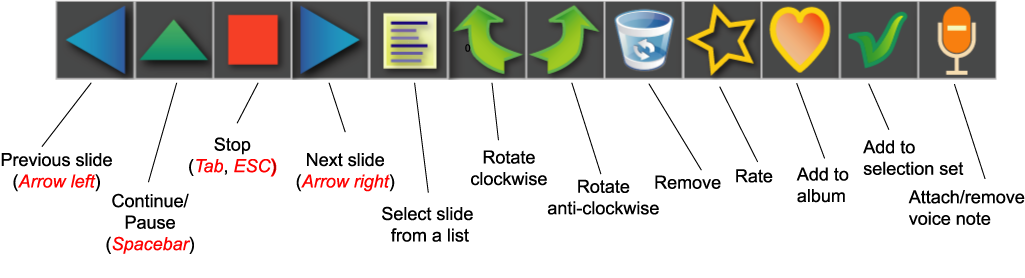 0
Previous slide
(Arrow left)
Continue/
Pause
(Spacebar)
Stop
(Tab, ESC)
Next slide
(Arrow right)
Select slide
from a list
Rotate
clockwise
Rotate
anti-clockwise
Remove
Rate
Add to
album
Add to
selection set
Attach/remove
voice note